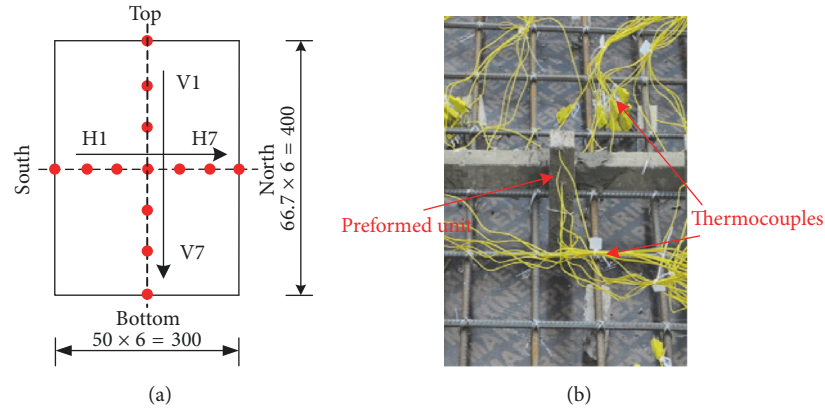 Top
V1
H1 H7
South
North
66.7 × 6 = 400
V7
Bottom
50 × 6 = 300
(a)
Preformed unit
Thermocouples
(b)